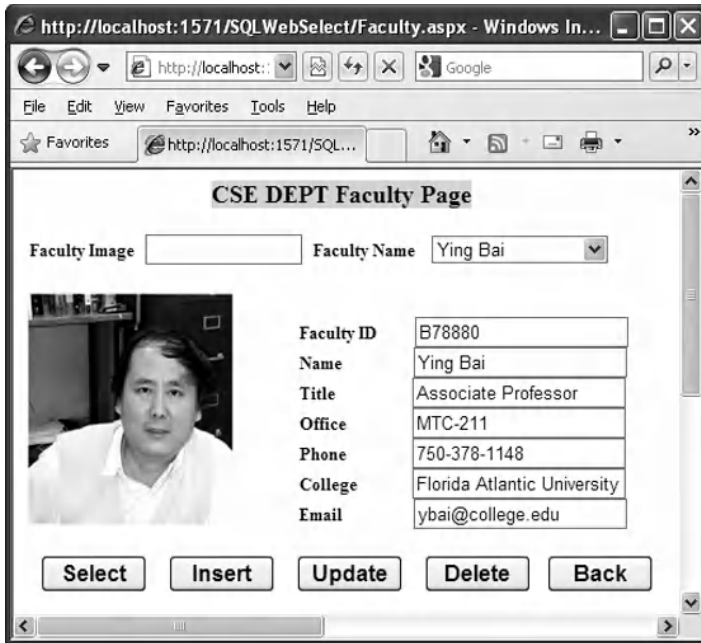 http://localhost:1571/SQLWebSelect/Faculty.aspx - Windows In...
http://localhost:
Google
File Edit View Favorites Tools Help
Favorites
http://localhost:1571/SQL...
»
CSE DEPT Faculty Page
Faculty Image Faculty Name Ying Bai
Faculty ID B78880
Name Ying Bai
Title Associate Professor
Office MTC-211
Phone 750-378-1148
College Florida Atlantic University
Email ybai@college.edu
Select Insert Update Delete Back